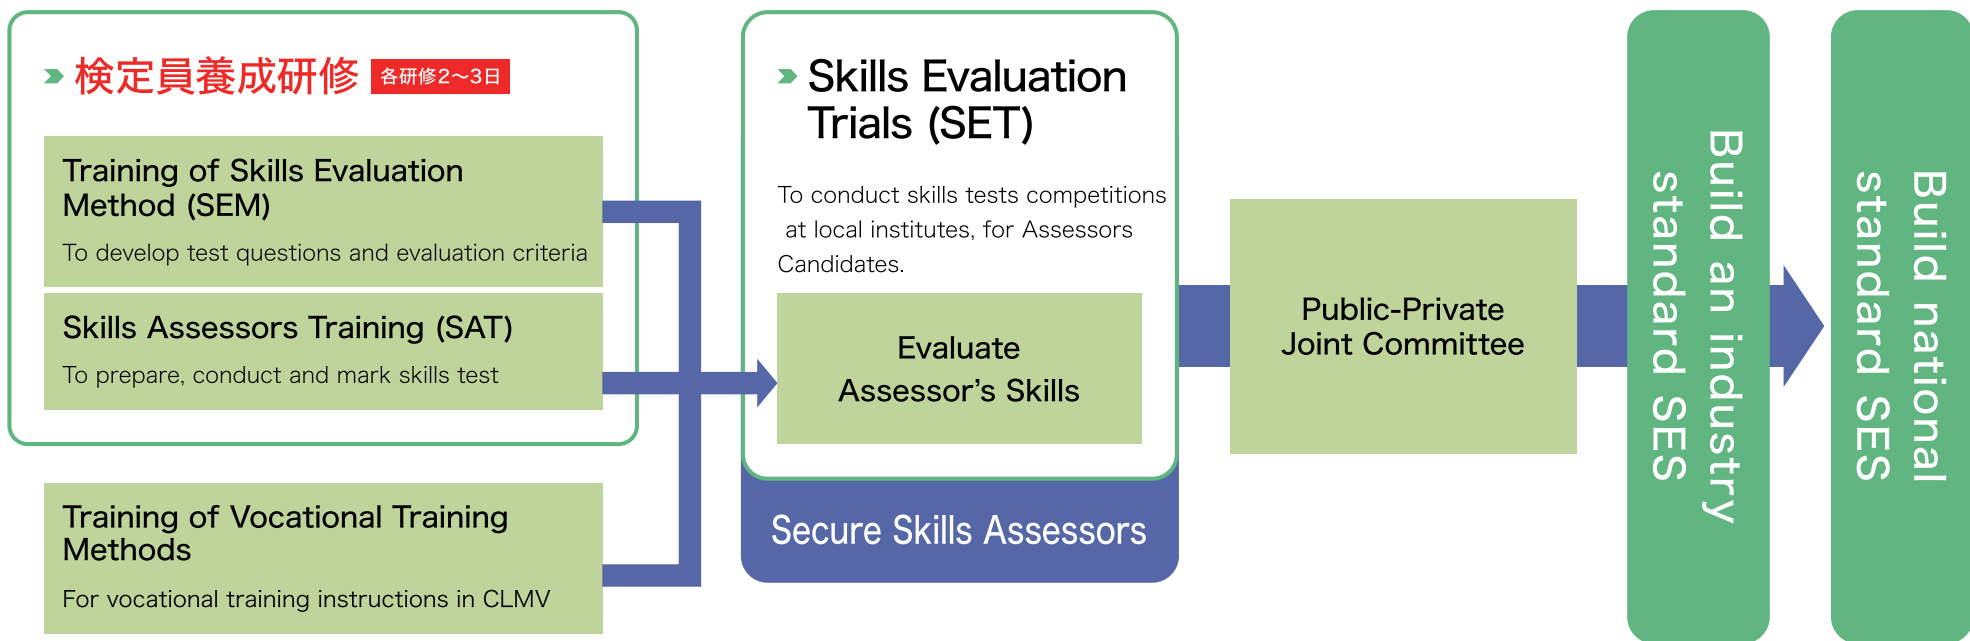 検定員養成研修 各研修2～3日
Training of Skills Evaluation
Method (SEM)
To develop test questions and evaluation criteria
Skills Assessors Training (SAT)
To prepare, conduct and mark skills test
Training of Vocational Training
Methods
For vocational training instructions in CLMV
Skills Evaluation
Trials (SET)
To conduct skills tests competitions
at local institutes, for Assessors
Candidates.
Evaluate
Assessor’s Skills
Secure Skills Assessors
Public-Private
Joint Committee
Build an industry
standard SES
Build national
standard SES